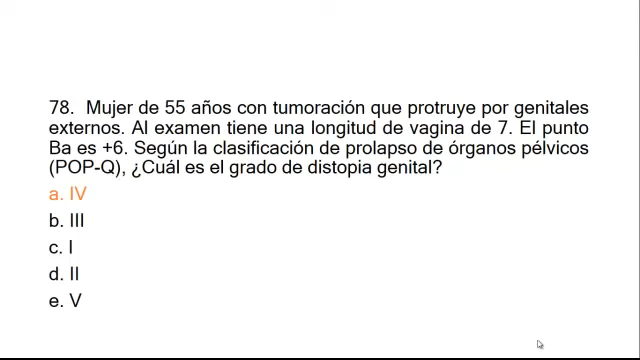 78. Mujer de 55 años con tumoración que protruye por genitales
externos. Al examen tiene una longitud de vagina de 7. El punto
Ba es +6. Según la clasificación de prolapso de órganos pélvicos
(POP-Q), ¿Cuál es el grado de distopia genital?
a. IV
b. III
c. I
d. II
e. V